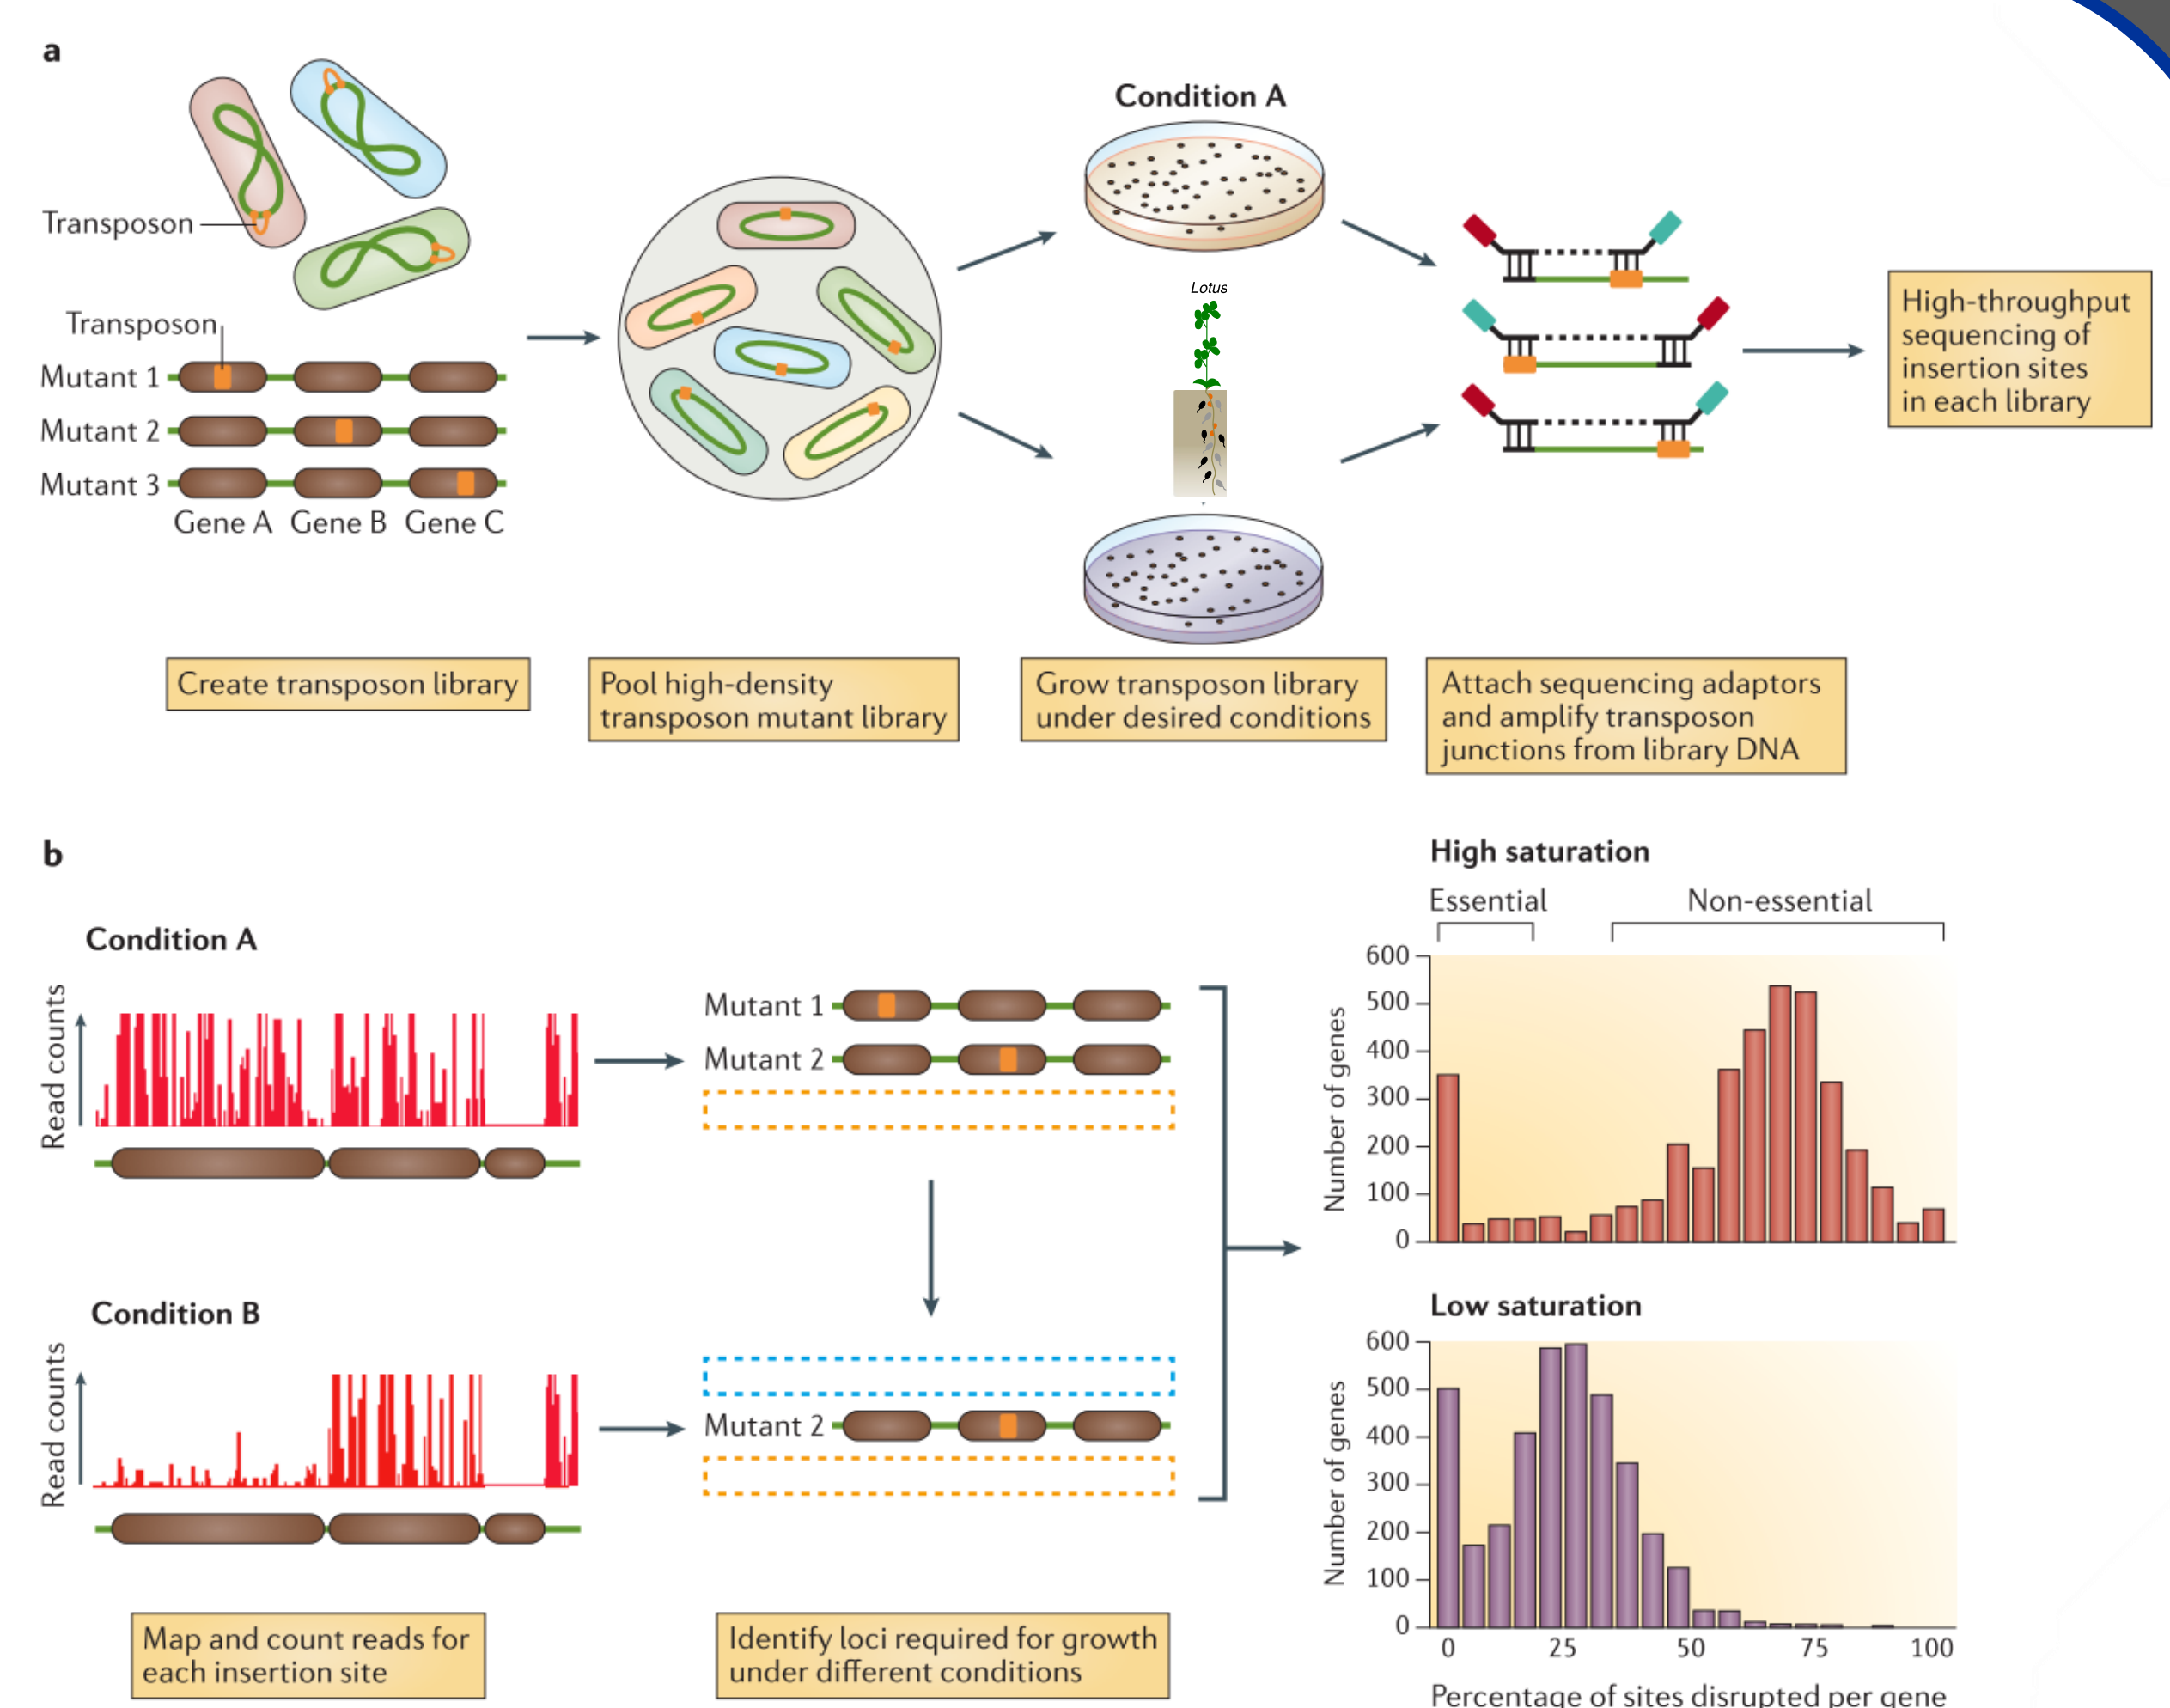 a
Condition A
Transposon
Lotus
Transposon
Mutant 1
Mutant 2
Mutant 3
Gene A Gene B Gene C
High-throughput
sequencing of
insertion sites
in each library
Create transposon library
Pool high-density
transposon mutant library
Grow transposon library
under desired conditions
Attach sequencing adaptors
and amplify transposon
junctions from library DNA
b
Condition A
Read counts
Mutant 1
Mutant 2
Condition B
Read counts
Mutant 2
Map and count reads for
each insertion site
Identify loci required for growth
under different conditions
High saturation
Essential Non-essential
Number of genes
600
500
400
300
200
100
0
Low saturation
Number of genes
600
500
400
300
200
100
0
0 25 50 75 100
Percentage of sites disrupted per gene